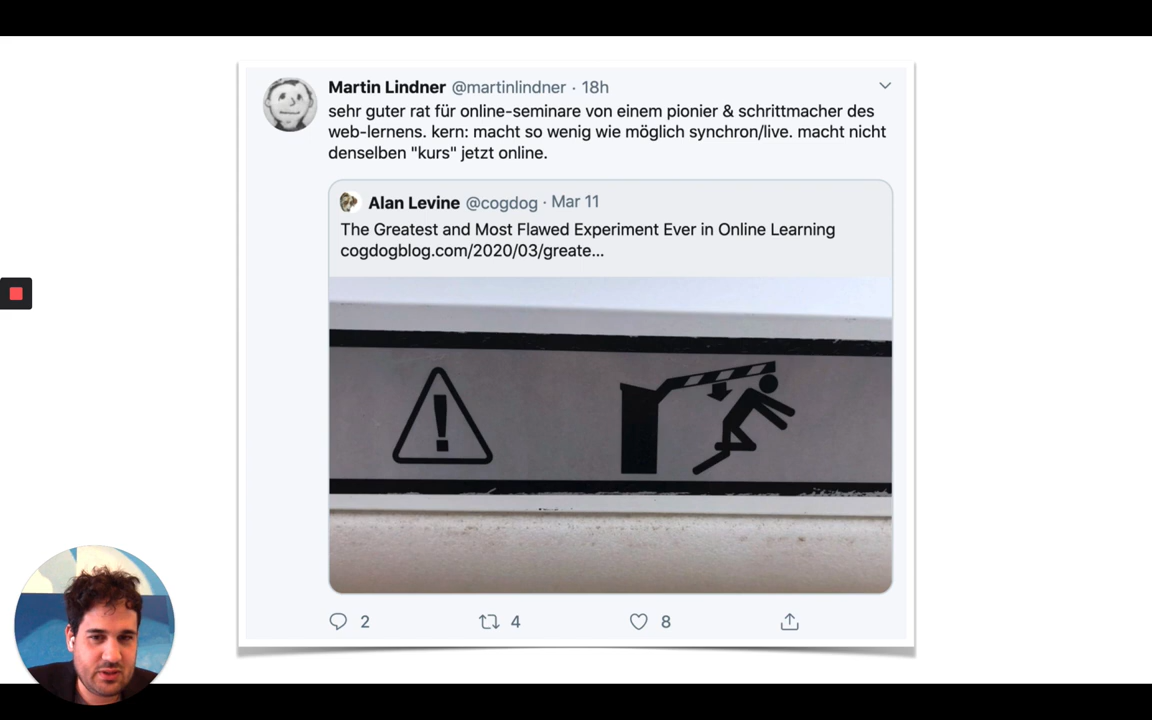 Martin Lindner @martinlindner · 18h
sehr guter rat für online-seminare von einem pionier & schrittmacher des
web-lernens. kern: macht so wenig wie möglich synchron/live. macht nicht
denselben "kurs" jetzt online.
Alan Levine @cogdog · Mar 11
The Greatest and Most Flawed Experiment Ever in Online Learning
cogdogblog.com/2020/03/greate...
!
2 4 8